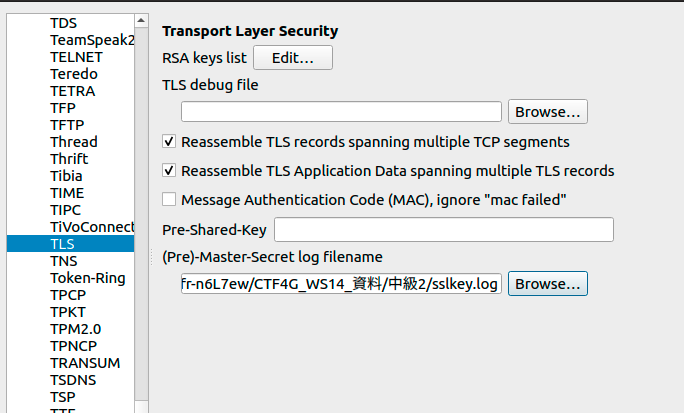 TDS
TeamSpeak2
TELNET
Teredo
TETRA
TFP
TFTP
Thread
Thrift
Tibia
TIME
TIPC
TiVoConnect
TLS
TNS
Token-Ring
TPCP
TPKT
TPM2.0
TPNCP
TRANSUM
TSDNS
TSP
Transport Layer Security
RSA keys list Edit…
TLS debug file
Browse…
Reassemble TLS records spanning multiple TCP segments
Reassemble TLS Application Data spanning multiple TLS records
Message Authentication Code (MAC), ignore "mac failed"
Pre-Shared-Key
(Pre)-Master-Secret log filename
fr-n6L7ew/CTF4G_WS14_資料/中級2/sslkey.log Browse…